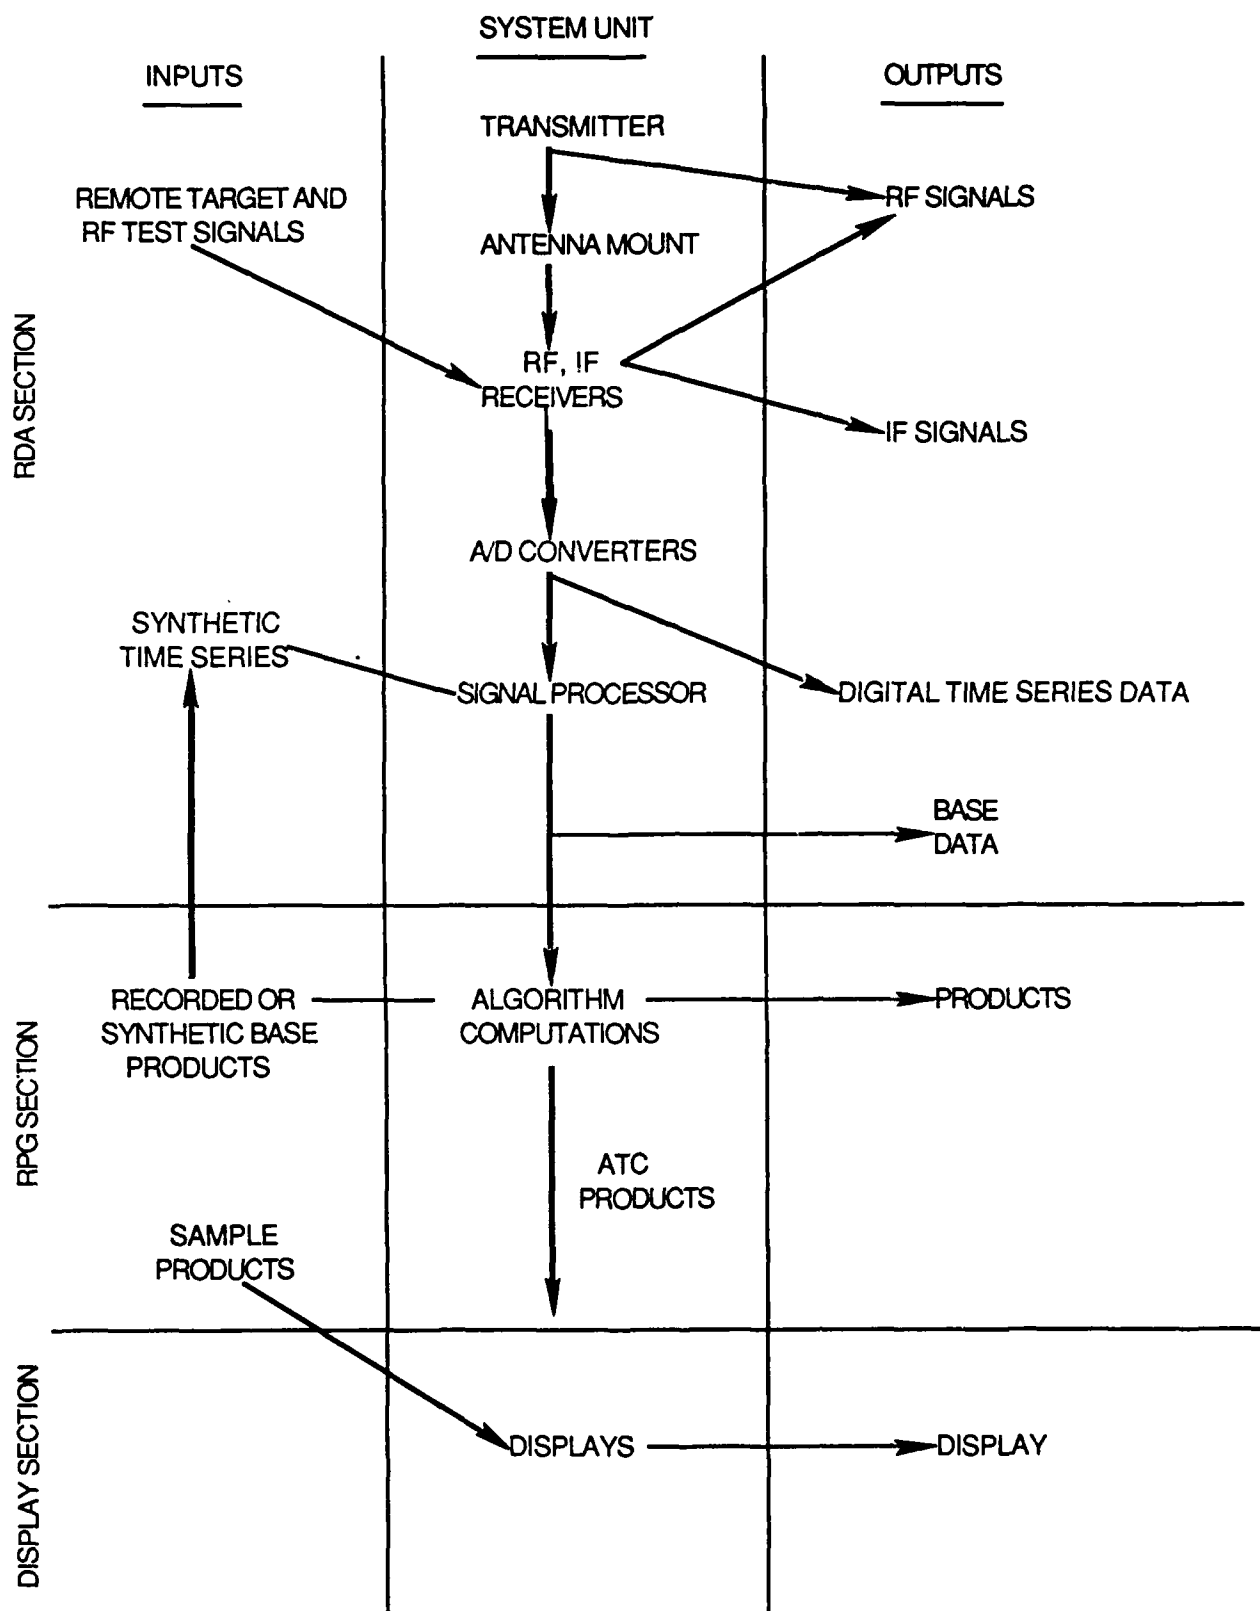 SYSTEM UNIT
INPUTS
OUTPUTS
TRANSMITTER
REMOTE TARGET AND
RF TEST SIGNALS
RF SIGNALS
ANTENNA MOUNT
RDA SECTION
RF, IF
RECEIVERS
IF SIGNALS
A/D CONVERTERS
SYNTHETIC
TIME SERIES
SIGNAL PROCESSOR
DIGITAL TIME SERIES DATA
BASE
DATA
RPG SECTION
RECORDED OR
SYNTHETIC BASE
PRODUCTS
ALGORITHM
COMPUTATIONS
PRODUCTS
ATC
PRODUCTS
SAMPLE
PRODUCTS
DISPLAY SECTION
DISPLAYS
DISPLAY